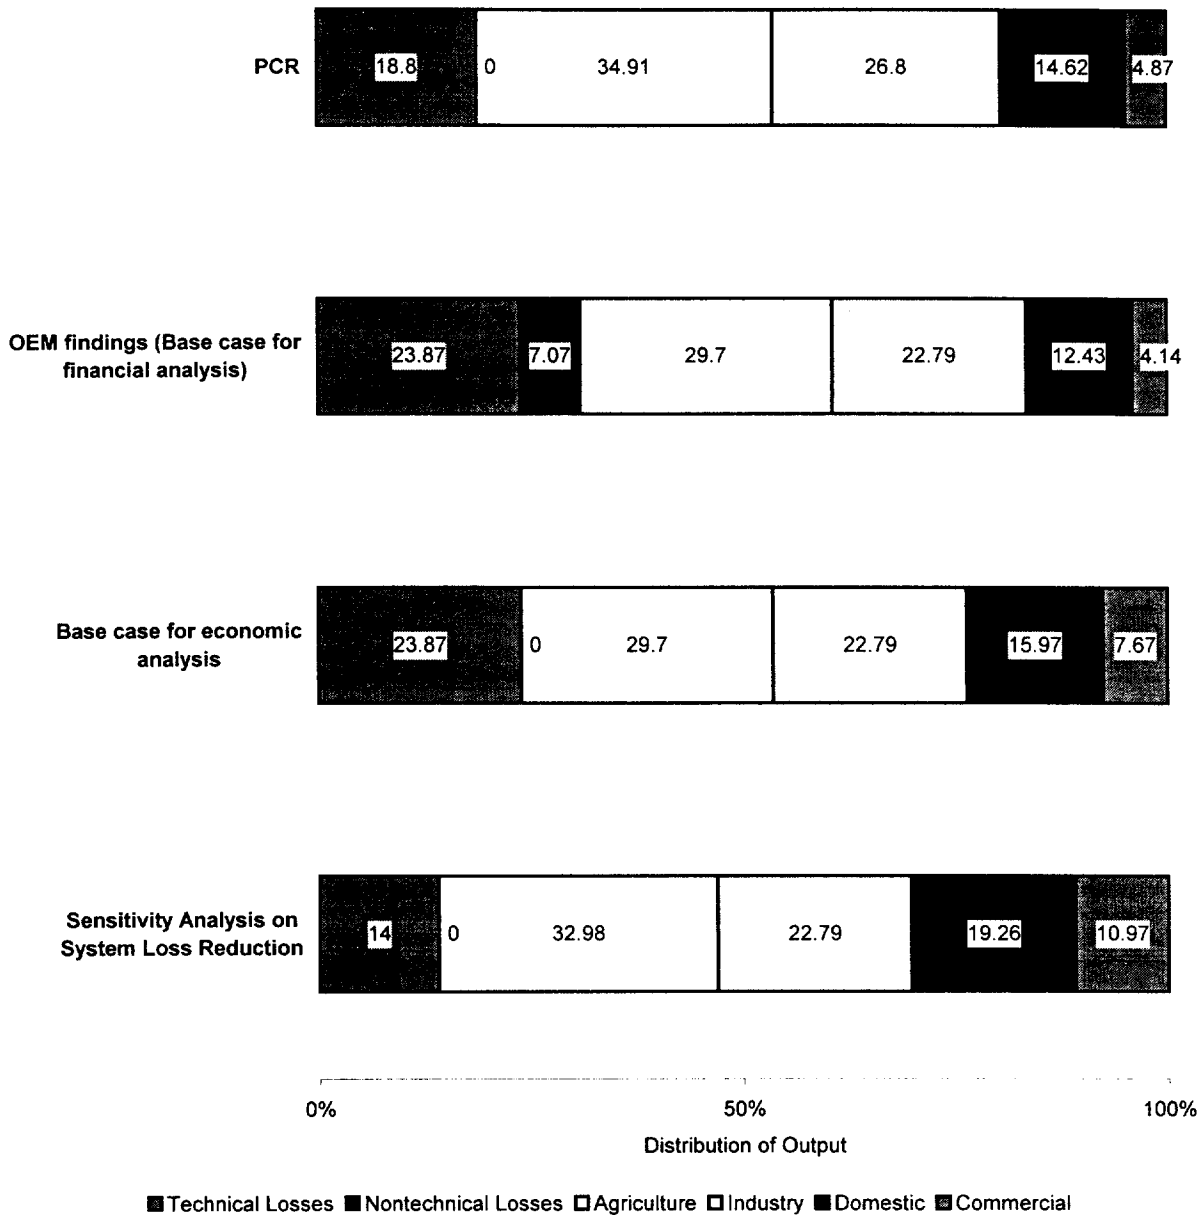 PCR
18.8 0 34.91 26.8 14.62 4.87
OEM findings (Base case for
financial analysis)
23.87 7.07 29.7 22.79 12.43 4.14
Base case for economic
analysis
23.87 0 29.7 22.79 15.97 7.67
Sensitivity Analysis on
System Loss Reduction
14 0 32.98 22.79 19.26 10.97
0% 50% 100%
Distribution of Output
Technical Losses Nontechnical Losses Agriculture Industry Domestic Commercial